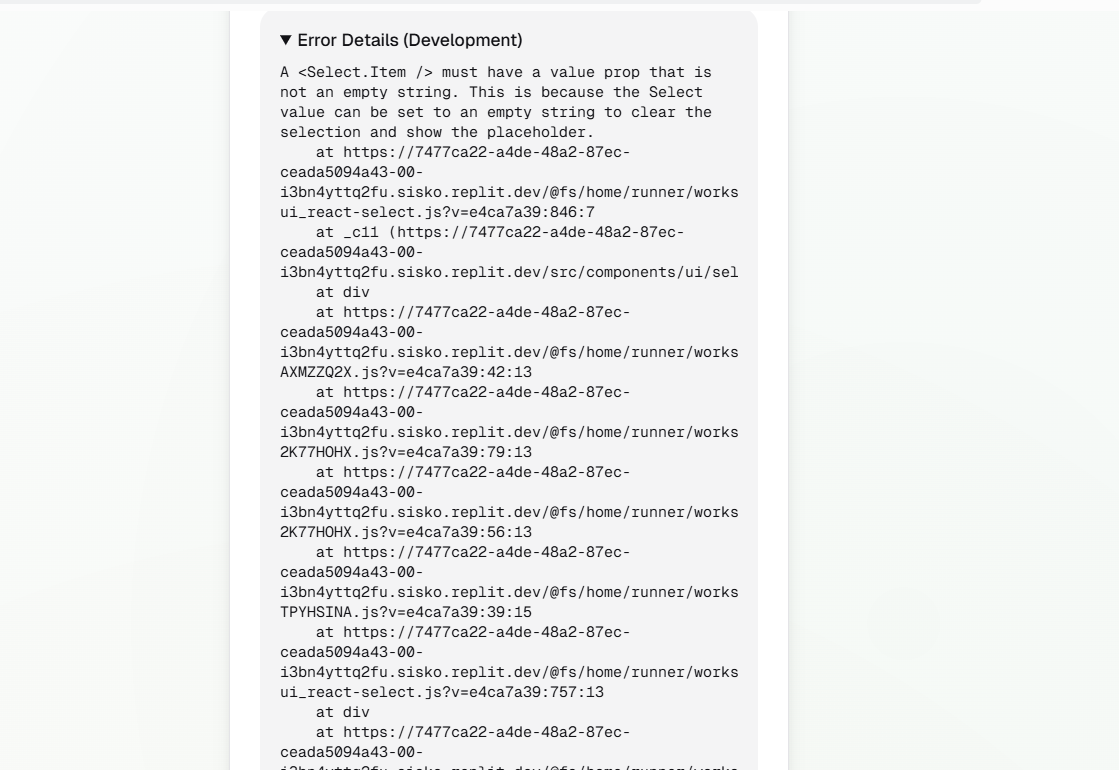 ▼ Error Details (Development)
A <Select.Item /> must have a value prop that is
not an empty string. This is because the Select
value can be set to an empty string to clear the
selection and show the placeholder.
    at https://7477ca22-a4de-48a2-87ec-
ceada5094a43-00-
i3bn4yttq2fu.sisko.replit.dev/@fs/home/runner/works
ui_react-select.js?v=e4ca7a39:846:7
    at _c11 (https://7477ca22-a4de-48a2-87ec-
ceada5094a43-00-
i3bn4yttq2fu.sisko.replit.dev/src/components/ui/sel
    at div
    at https://7477ca22-a4de-48a2-87ec-
ceada5094a43-00-
i3bn4yttq2fu.sisko.replit.dev/@fs/home/runner/works
AXMZZQ2X.js?v=e4ca7a39:42:13
    at https://7477ca22-a4de-48a2-87ec-
ceada5094a43-00-
i3bn4yttq2fu.sisko.replit.dev/@fs/home/runner/works
2K77HOHX.js?v=e4ca7a39:79:13
    at https://7477ca22-a4de-48a2-87ec-
ceada5094a43-00-
i3bn4yttq2fu.sisko.replit.dev/@fs/home/runner/works
2K77HOHX.js?v=e4ca7a39:56:13
    at https://7477ca22-a4de-48a2-87ec-
ceada5094a43-00-
i3bn4yttq2fu.sisko.replit.dev/@fs/home/runner/works
TPYHSINA.js?v=e4ca7a39:39:15
    at https://7477ca22-a4de-48a2-87ec-
ceada5094a43-00-
i3bn4yttq2fu.sisko.replit.dev/@fs/home/runner/works
ui_react-select.js?v=e4ca7a39:757:13
    at div
    at https://7477ca22-a4de-48a2-87ec-
ceada5094a43-00-